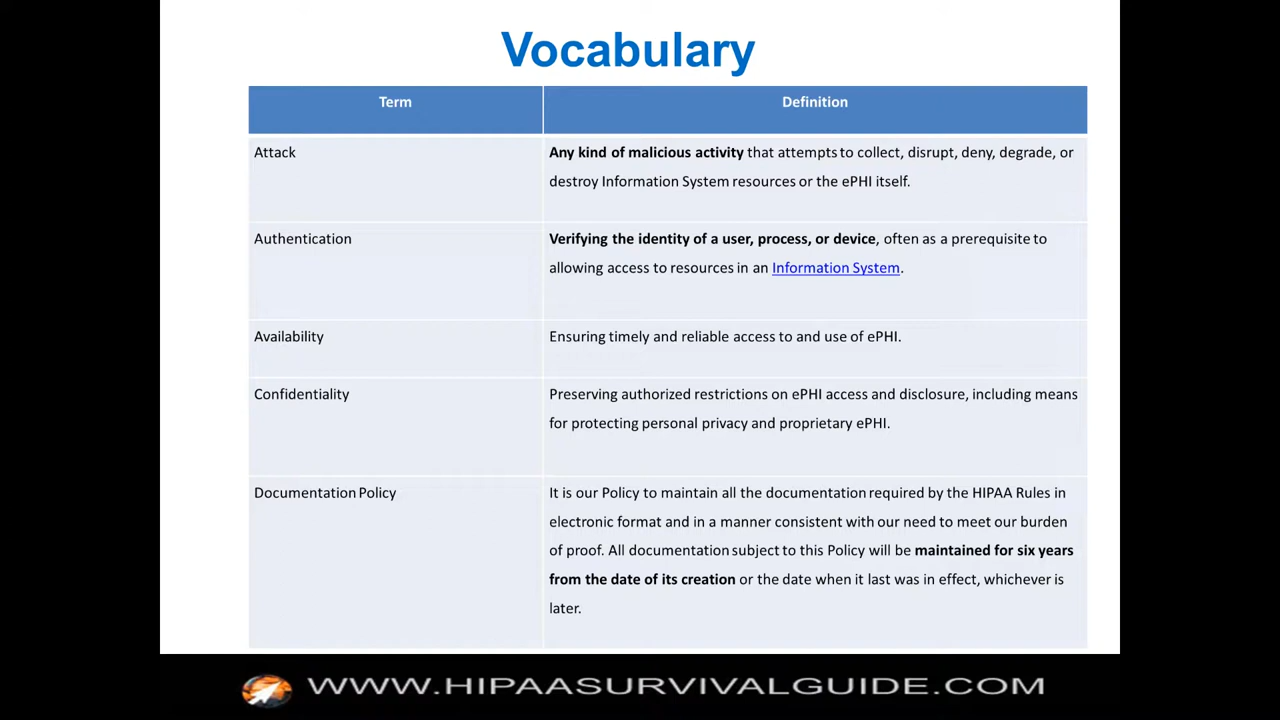 Vocabulary
Term
Definition
Attack
Any kind of malicious activity that attempts to collect, disrupt, deny, degrade, or
destroy Information System resources or the ePHI itself.
Authentication
Verifying the identity of a user, process, or device, often as a prerequisite to
allowing access to resources in an Information System.
Availability
Ensuring timely and reliable access to and use of ePHI.
Confidentiality
Preserving authorized restrictions on ePHI access and disclosure, including means
for protecting personal privacy and proprietary ePHI.
Documentation Policy
It is our Policy to maintain all the documentation required by the HIPAA Rules in
electronic format and in a manner consistent with our need to meet our burden
of proof. All documentation subject to this Policy will be maintained for six years
from the date of its creation or the date when it last was in effect, whichever is
later.
WWW.HIPAASURVIVALGUIDE.COM